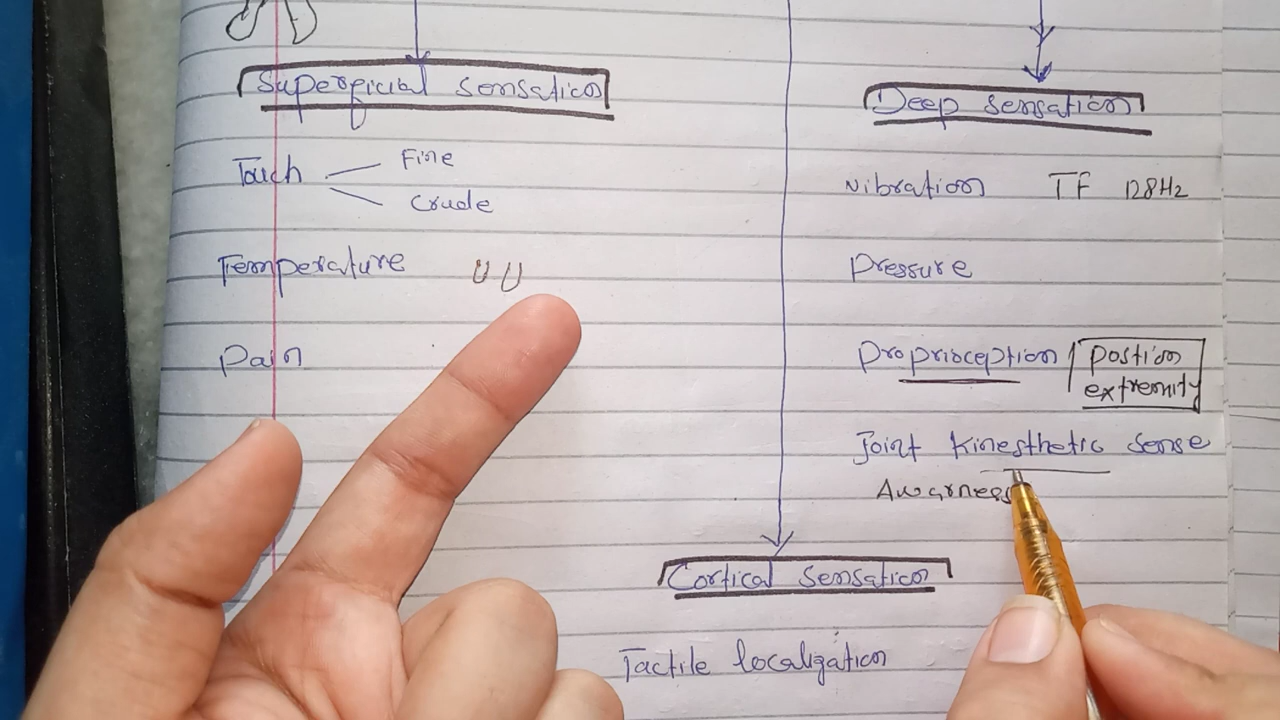 Superficial sensation
Touch
Fine
Crude
Temperature
Pain
Deep sensation
Vibration TF 128Hz
Pressure
Proprioception / Postion
extremity
Joint Kinesthetic Sense
Awarness
Cortical Sensation
Tactile localization